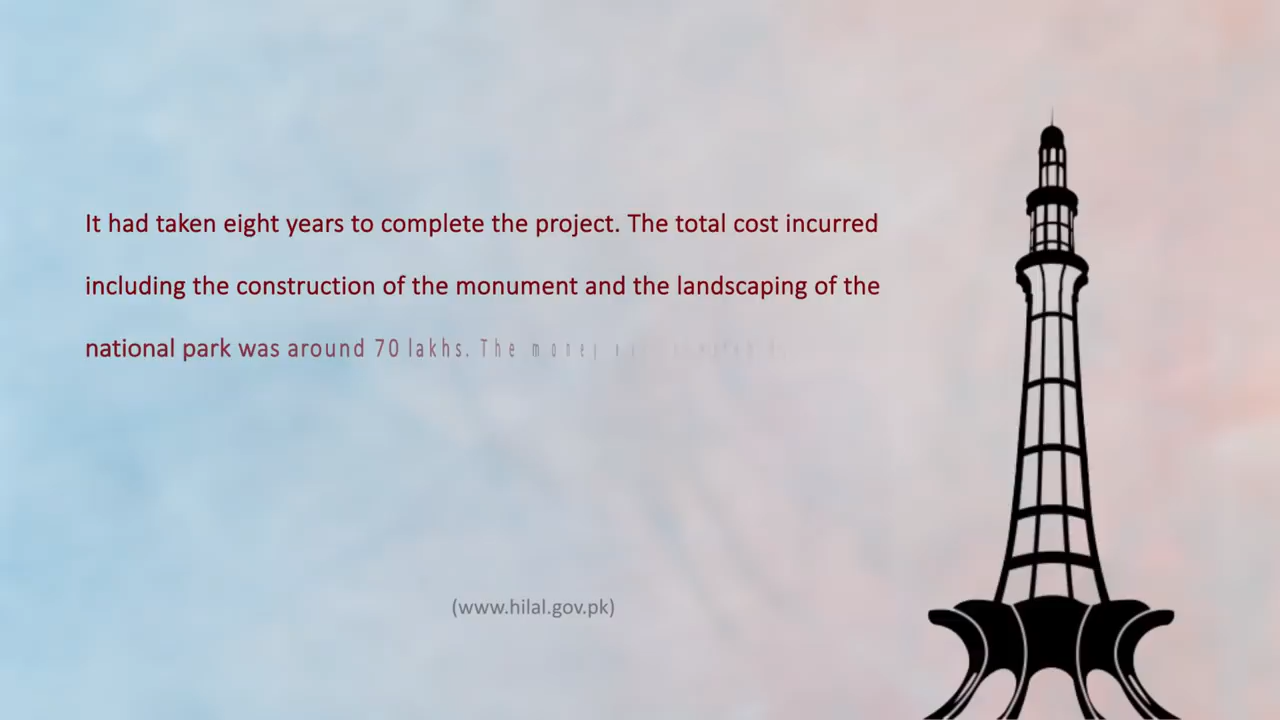 It had taken eight years to complete the project. The total cost incurred
including the construction of the monument and the landscaping of the
national park was around 70 lakhs. The money
(www.hilal.gov.pk)